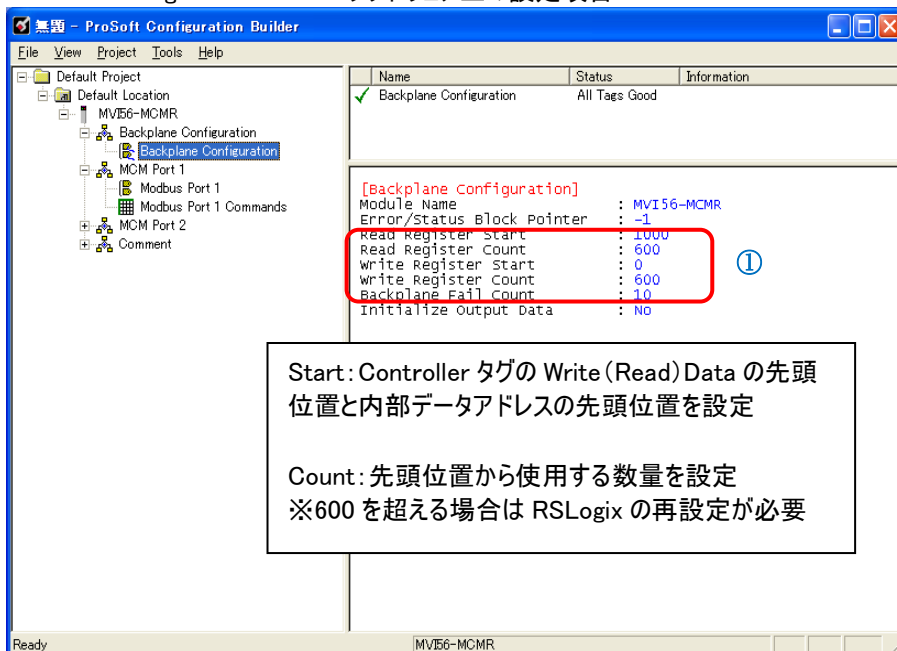 無題 - ProSoft Configuration Builder
File View Project Tools Help
Default Project
Default Location
MVI56-MCMR
Backplane Configuration
Backplane Configuration
MCM Port 1
Modbus Port 1
Modbus Port 1 Commands
MCM Port 2
Comment
Name Status Information
Backplane Configuration All Tags Good
[Backplane Configuration]
Module Name : MVI56-MCMR
Error/Status Block Pointer : -1
Read Register Start : 1000
Read Register Count : 600
Write Register Start : 0
Write Register Count : 600
Backplane Fail Count : 10
Initialize Output Data : No
①
Start：Controller タグの Write（Read）Data の先頭
位置と内部データアドレスの先頭位置を設定
Count：先頭位置から使用する数量を設定
※600 を超える場合は RSLogix の再設定が必要
Ready MVI56-MCMR